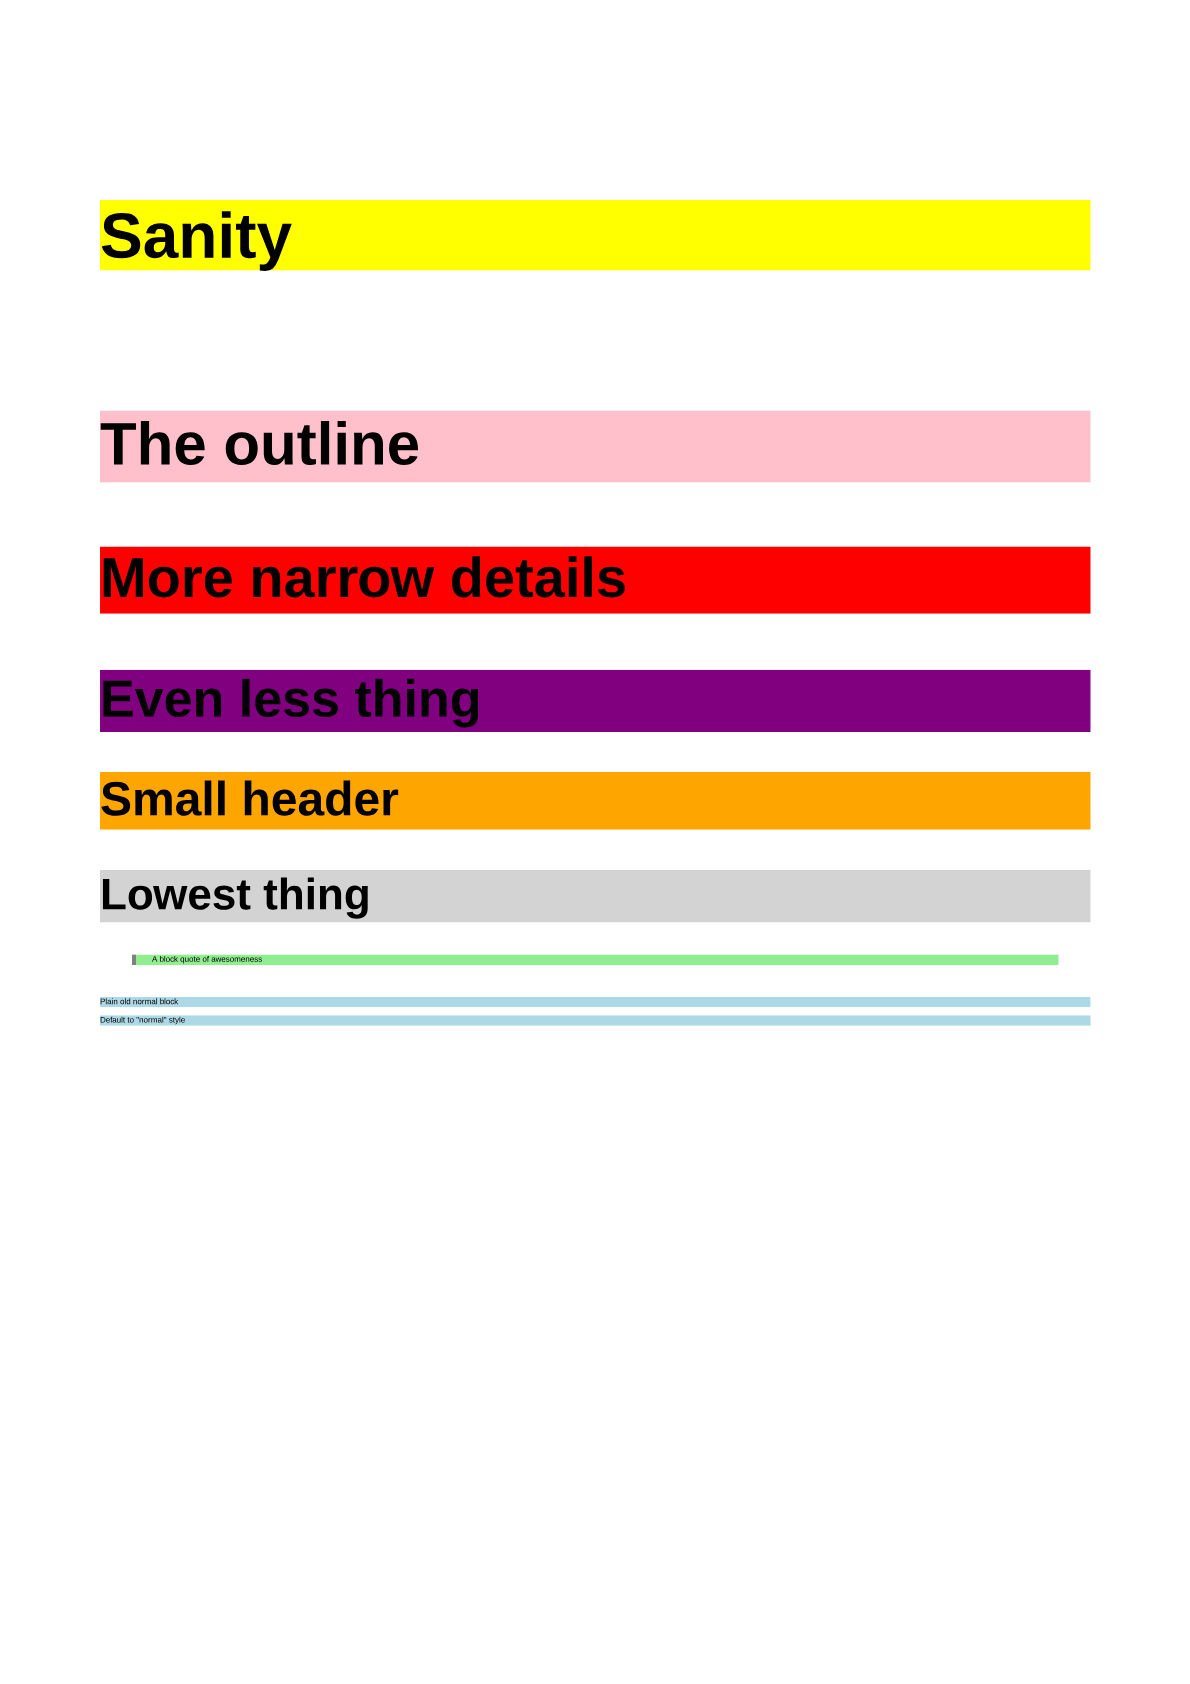 Sanity
The outline
More narrow details
Even less thing
Small header
Lowest thing
A block quote of awesomeness
Plain old normal block
Default to "normal" style